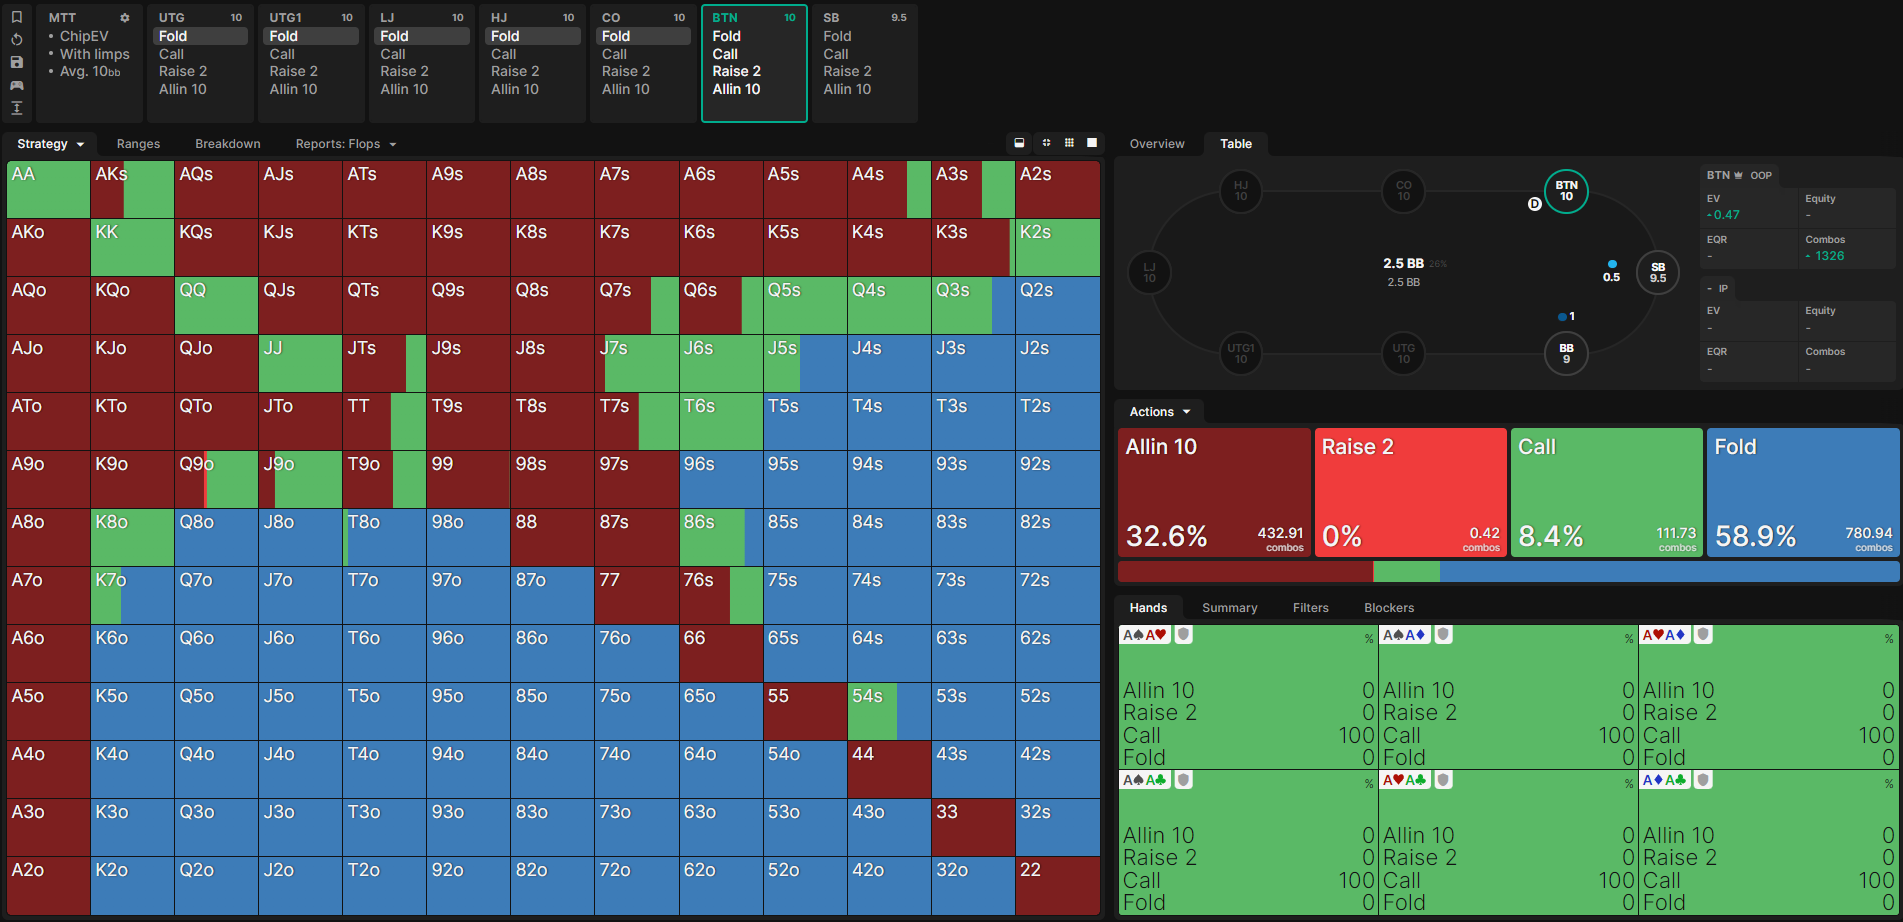 MTT
ChipEV
With limps
Avg. 10bb
UTG 10
Fold
Call
Raise 2
Allin 10
UTG1 10
Fold
Call
Raise 2
Allin 10
LJ 10
Fold
Call
Raise 2
Allin 10
HJ 10
Fold
Call
Raise 2
Allin 10
CO 10
Fold
Call
Raise 2
Allin 10
BTN 10
Fold
Call
Raise 2
Allin 10
SB 9.5
Fold
Call
Raise 2
Allin 10
Strategy Ranges Breakdown Reports: Flops
AA AKs AQs AJs ATs A9s A8s A7s A6s A5s A4s A3s A2s
AKo KK KQs KJs KTs K9s K8s K7s K6s K5s K4s K3s K2s
AQo KQo QQ QJs QTs Q9s Q8s Q7s Q6s Q5s Q4s Q3s Q2s
AJo KJo QJo JJ JTs J9s J8s J7s J6s J5s J4s J3s J2s
ATo KTo QTo JTo TT T9s T8s T7s T6s T5s T4s T3s T2s
A9o K9o Q9o J9o T9o 99 98s 97s 96s 95s 94s 93s 92s
A8o K8o Q8o J8o T8o 98o 88 87s 86s 85s 84s 83s 82s
A7o K7o Q7o J7o T7o 97o 87o 77 76s 75s 74s 73s 72s
A6o K6o Q6o J6o T6o 96o 86o 76o 66 65s 64s 63s 62s
A5o K5o Q5o J5o T5o 95o 85o 75o 65o 55 54s 53s 52s
A4o K4o Q4o J4o T4o 94o 84o 74o 64o 54o 44 43s 42s
A3o K3o Q3o J3o T3o 93o 83o 73o 63o 53o 43o 33 32s
A2o K2o Q2o J2o T2o 92o 82o 72o 62o 52o 42o 32o 22
Overview Table
HJ
10
CO
10
BTN
10
D
LJ
10
2.5 BB 26%
2.5 BB
0.5
SB
9.5
1
UTG1
10
UTG
10
BB
9
BTN OOP
EV
0.47
Equity
-
EQR
-
Combos
1326
- IP
EV
-
Equity
-
EQR
-
Combos
-
Actions
Allin 10
32.6% 432.91
combos
Raise 2
0% 0.42
combos
Call
8.4% 111.73
combos
Fold
58.9% 780.94
combos
Hands Summary Filters Blockers
A♠A♥ %
Allin 10 0
Raise 2 0
Call 100
Fold 0
A♠A♦ %
Allin 10 0
Raise 2 0
Call 100
Fold 0
A♥A♦ %
Allin 10 0
Raise 2 0
Call 100
Fold 0
A♠A♣ %
Allin 10 0
Raise 2 0
Call 100
Fold 0
A♥A♣ %
Allin 10 0
Raise 2 0
Call 100
Fold 0
A♦A♣ %
Allin 10 0
Raise 2 0
Call 100
Fold 0